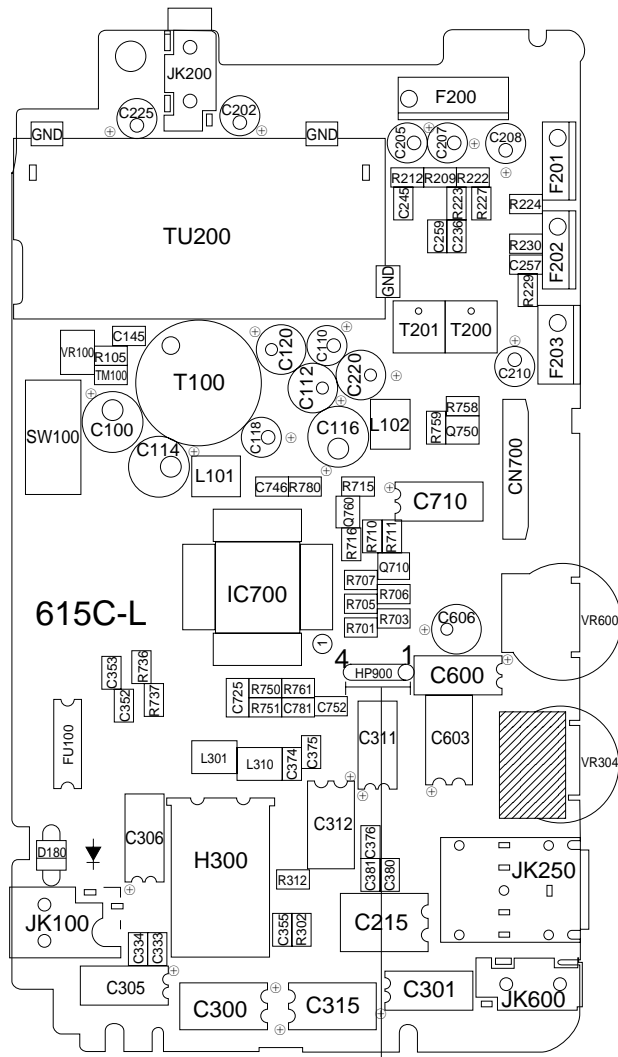 JK200
F200
C225
C202
GND
GND
C205
C207
C208
F201
R212
R209
R222
C245
R223
R227
R224
TU200
C259
C236
R230
C257
F202
GND
R229
T201
T200
F203
C145
VR100
R105
TM100
T100
C120
C110
C112
C220
C210
SW100
C100
C114
C118
C116
L102
R759
R758
Q750
L101
C746
R780
R715
C710
CN700
Q760
R716
R710
R711
IC700
R707
Q710
R705
R706
R701
R703
615C-L
C606
VR600
1
4
1
HP900
C600
C353
R736
C352
R737
C725
R750
R761
R751
C781
C752
FU100
C311
C603
L301
L310
C374
C375
VR304
C306
C312
D180
H300
C376
R312
C381
C380
JK250
JK100
C355
R302
C215
C334
C333
C305
C300
C315
C301
JK600